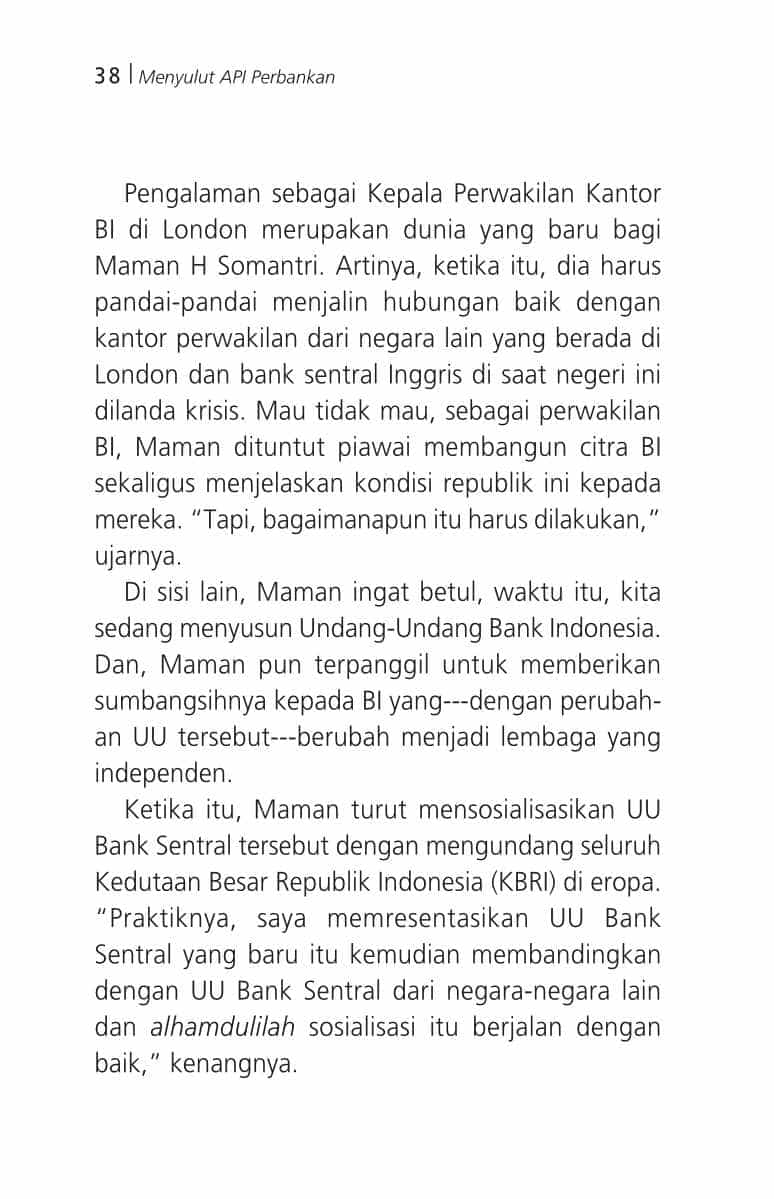 38 | Menyulut API Perbankan
Pengalaman sebagai Kepala Perwakilan Kantor
BI di London merupakan dunia yang baru bagi
Maman H Somantri. Artinya, ketika itu, dia harus
pandai-pandai menjalin hubungan baik dengan
kantor perwakilan dari negara lain yang berada di
London dan bank sentral Inggris di saat negeri ini
dilanda krisis. Mau tidak mau, sebagai perwakilan
BI, Maman dituntut piawai membangun citra BI
sekaligus menjelaskan kondisi republik ini kepada
mereka. “Tapi, bagaimanapun itu harus dilakukan,”
ujarnya.
Di sisi lain, Maman ingat betul, waktu itu, kita
sedang menyusun Undang-Undang Bank Indonesia.
Dan, Maman pun terpanggil untuk memberikan
sumbangsihnya kepada BI yang---dengan perubah-
an UU tersebut---berubah menjadi lembaga yang
independen.
Ketika itu, Maman turut mensosialisasikan UU
Bank Sentral tersebut dengan mengundang seluruh
Kedutaan Besar Republik Indonesia (KBRI) di eropa.
“Praktiknya, saya memresentasikan UU Bank
Sentral yang baru itu kemudian membandingkan
dengan UU Bank Sentral dari negara-negara lain
dan alhamdulilah sosialisasi itu berjalan dengan
baik,” kenangnya.